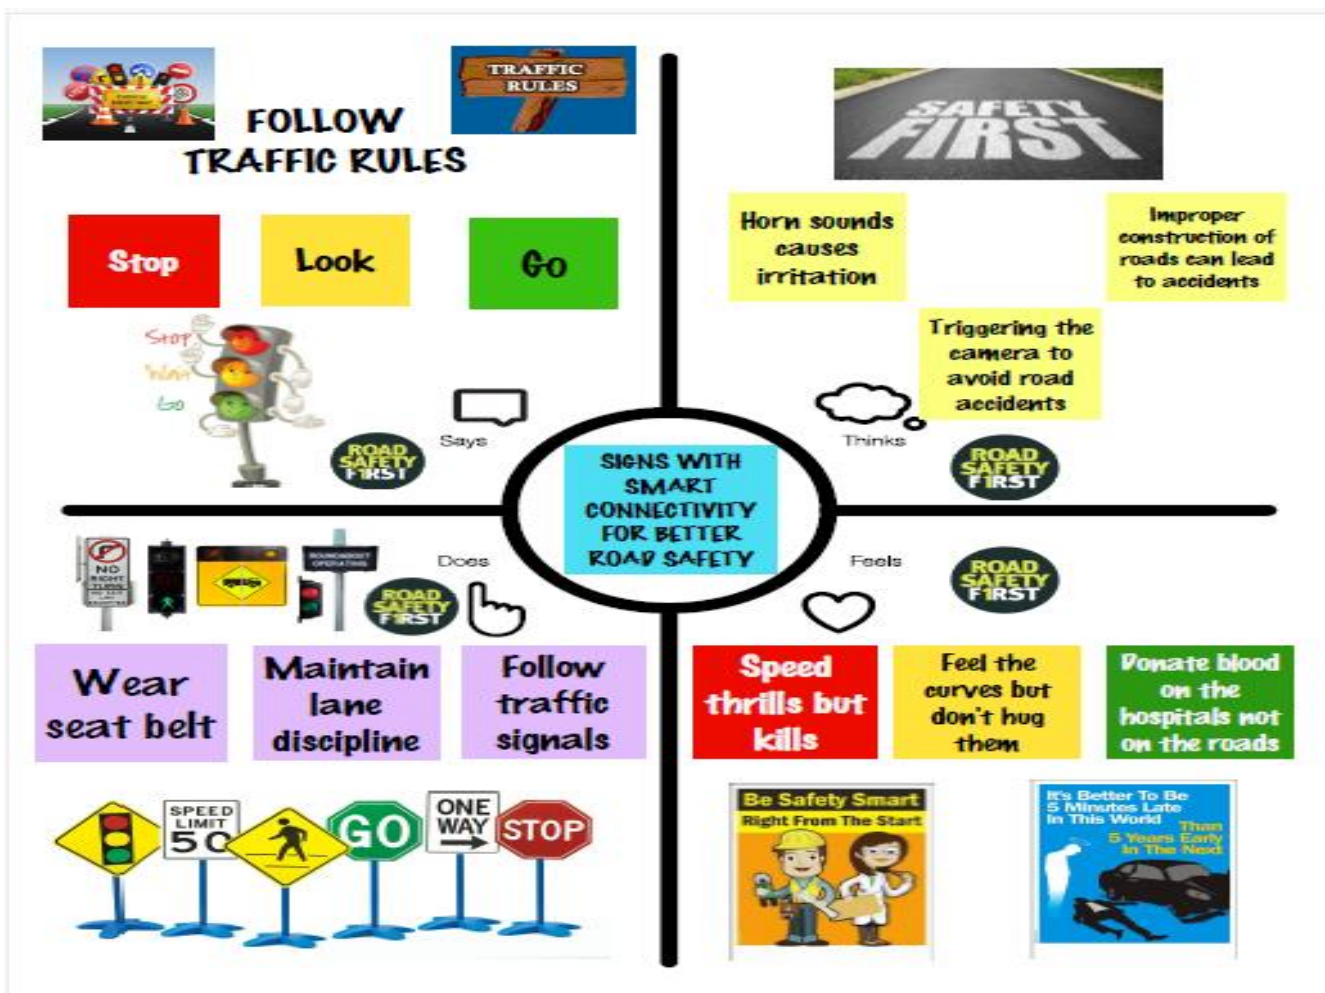 TRAFFIC
RULES
FOLLOW
TRAFFIC RULES
Stop
Look
Go
Stop
Wait
Go
Says
ROAD
SAFETY
F1RST
SAFETY
FIRST
Horn sounds
causes
irritation
Improper
construction of
roads can lead
to accidents
Triggering the
camera to
avoid road
accidents
Thinks
ROAD
SAFETY
F1RST
SIGNS WITH
SMART
CONNECTIVITY
FOR BETTER
ROAD SAFETY
NO
RIGHT
TURN
ROUNDABOUT
OPERATING
Does
ROAD
SAFETY
F1RST
Wear
seat belt
Maintain
lane
discipline
Follow
traffic
signals
SPEED
LIMIT
50
GO
ONE
WAY
STOP
Feels
ROAD
SAFETY
F1RST
Speed
thrills but
kills
Feel the
curves but
don't hug
them
Donate blood
on the
hospitals not
on the roads
Be Safety Smart
Right From The Start
It's Better To Be
5 Minutes Late
In This World
Than
5 Years Early
In The Next